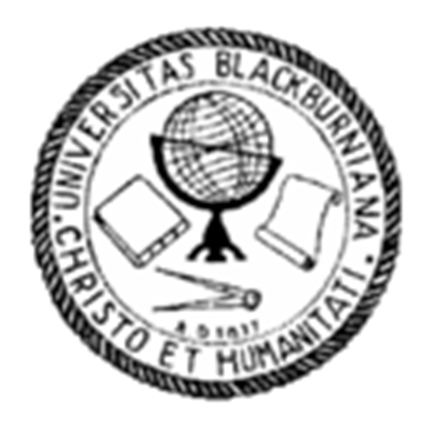 UNIVERSITAS BLACKBURNIANA
CHRISTO ET HUMANITATI
A.D.